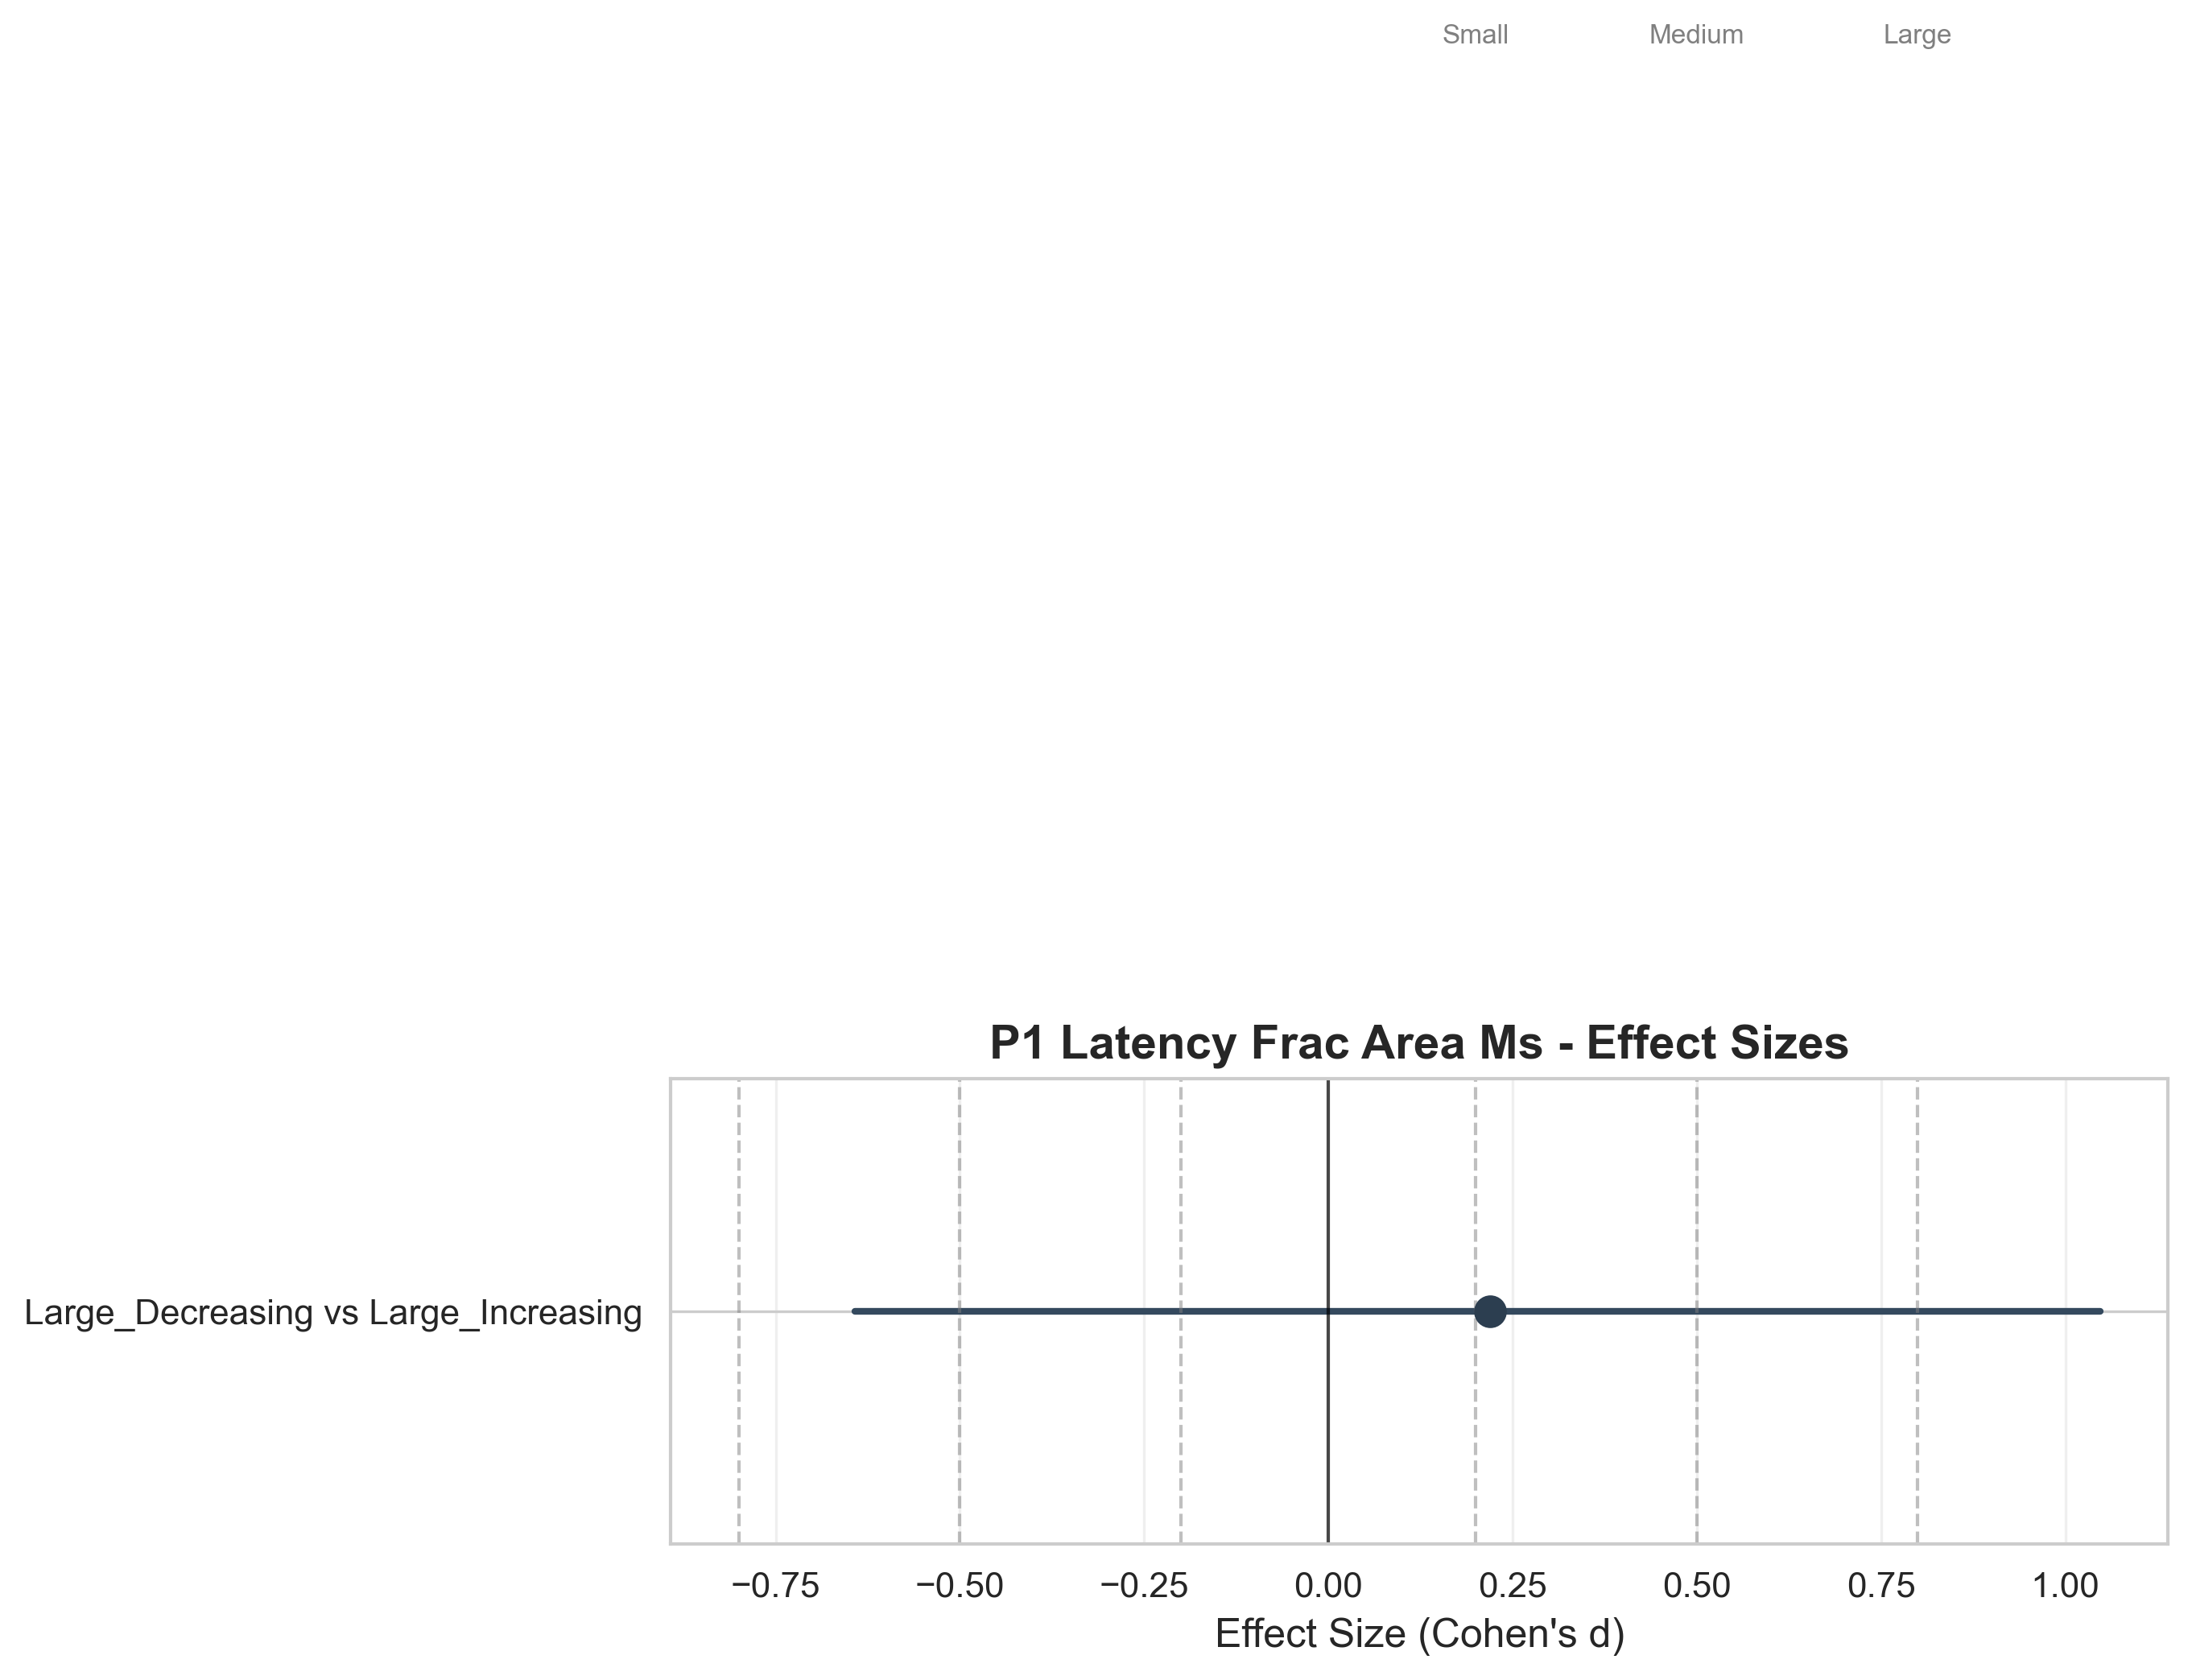 Small Medium Large
P1 Latency Frac Area Ms - Effect Sizes
Large_Decreasing vs Large_Increasing
−0.75 −0.50 −0.25 0.00 0.25 0.50 0.75 1.00
Effect Size (Cohen's d)